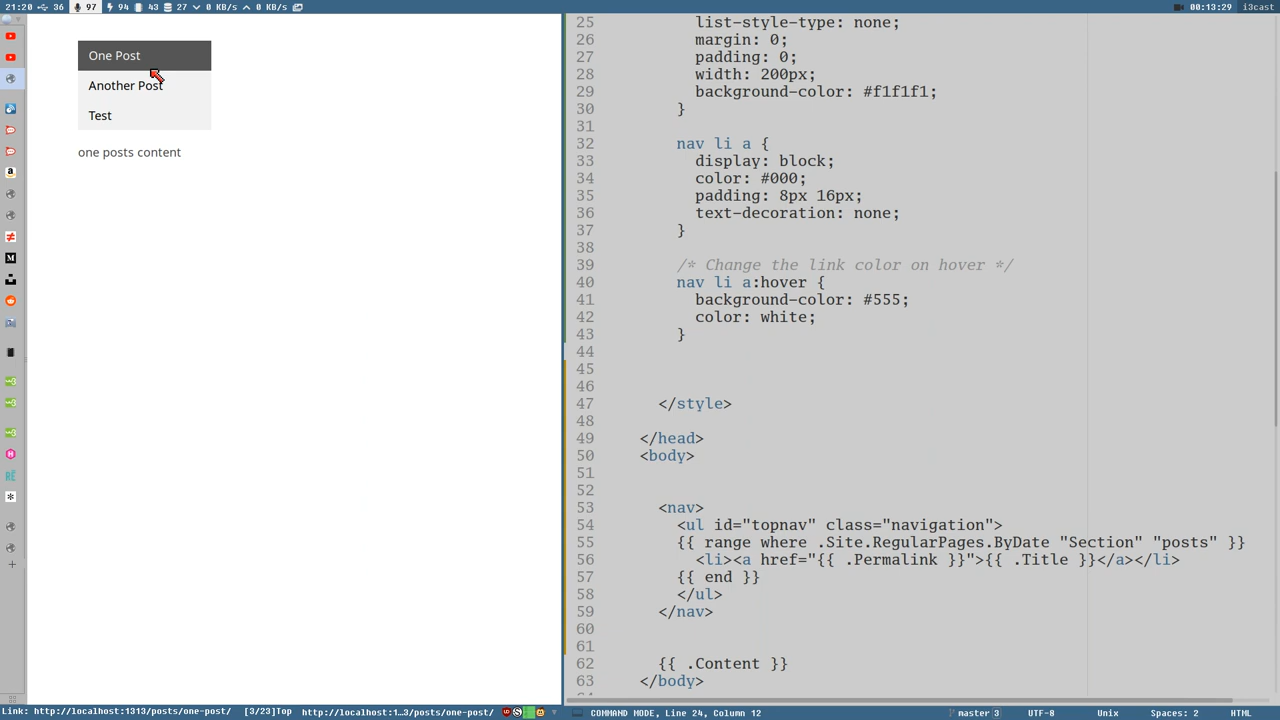 21:20 36 97 94 43 27 0 KB/s 0 KB/s 00:13:29 i3cast
One Post
Another Post
Test
one posts content
25 list-style-type: none;
26 margin: 0;
27 padding: 0;
28 width: 200px;
29 background-color: #f1f1f1;
30 }
31
32 nav li a {
33 display: block;
34 color: #000;
35 padding: 8px 16px;
36 text-decoration: none;
37 }
38
39 /* Change the link color on hover */
40 nav li a:hover {
41 background-color: #555;
42 color: white;
43 }
44
45
46
47 </style>
48
49 </head>
50 <body>
51
52
53 <nav>
54 <ul id="topnav" class="navigation">
55 {{ range where .Site.RegularPages.ByDate "Section" "posts" }}
56 <li><a href="{{ .Permalink }}">{{ .Title }}</a></li>
57 {{ end }}
58 </ul>
59 </nav>
60
61
62 {{ .Content }}
63 </body>
Link: http://localhost:1313/posts/one-post/ [3/23]Top http://localhost:1…3/posts/one-post/
COMMAND MODE, Line 24, Column 12 master 3 UTF-8 Unix Spaces: 2 HTML